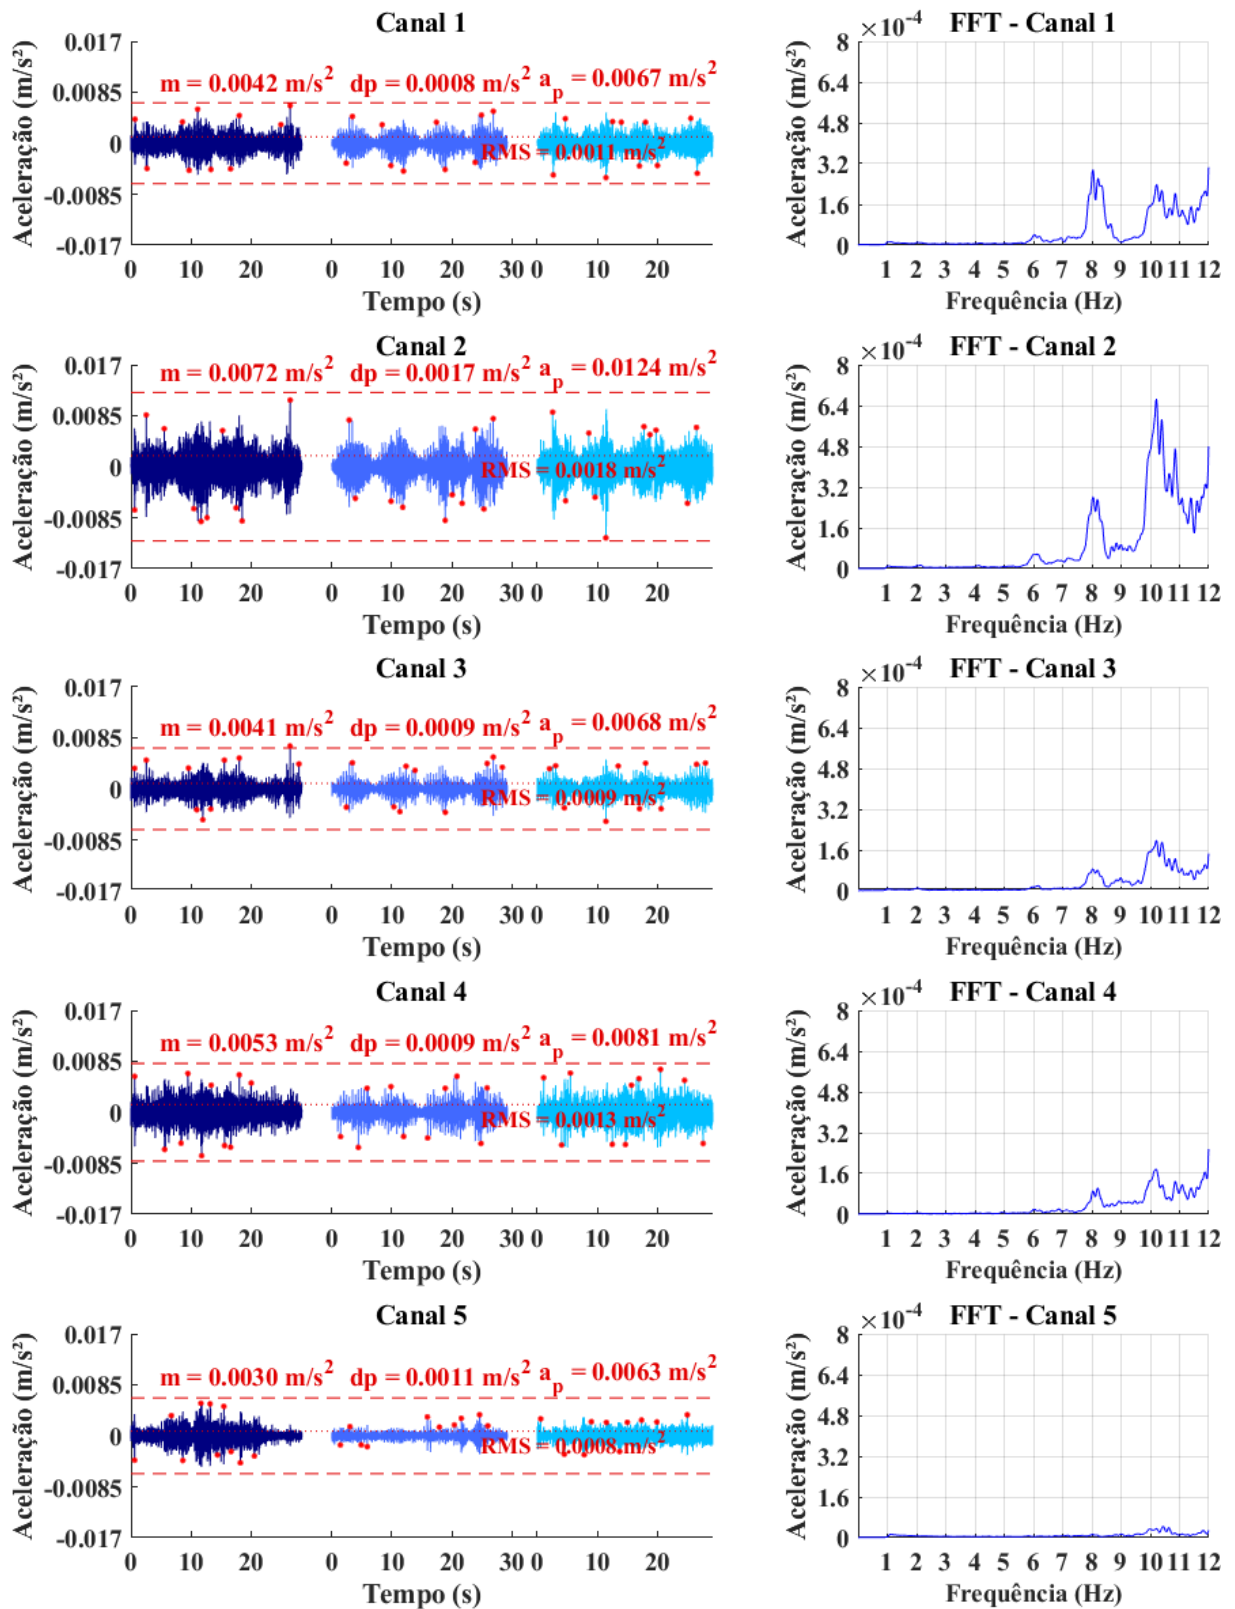 Canal 1
0.017
0.0085
0
-0.0085
-0.017
Aceleração (m/s²)
m = 0.0042 m/s² dp = 0.0008 m/s² aₚ = 0.0067 m/s²
RMS = 0.0011 m/s²
0 10 20 0 10 20 30 0 10 20
Tempo (s)
×10⁻⁴ FFT - Canal 1
8
6.4
4.8
3.2
1.6
0
Aceleração (m/s²)
1 2 3 4 5 6 7 8 9 10 11 12
Frequência (Hz)
Canal 2
0.017
0.0085
0
-0.0085
-0.017
Aceleração (m/s²)
m = 0.0072 m/s² dp = 0.0017 m/s² aₚ = 0.0124 m/s²
RMS = 0.0018 m/s²
0 10 20 0 10 20 30 0 10 20
Tempo (s)
×10⁻⁴ FFT - Canal 2
8
6.4
4.8
3.2
1.6
0
Aceleração (m/s²)
1 2 3 4 5 6 7 8 9 10 11 12
Frequência (Hz)
Canal 3
0.017
0.0085
0
-0.0085
-0.017
Aceleração (m/s²)
m = 0.0041 m/s² dp = 0.0009 m/s² aₚ = 0.0068 m/s²
RMS = 0.0009 m/s²
0 10 20 0 10 20 30 0 10 20
Tempo (s)
×10⁻⁴ FFT - Canal 3
8
6.4
4.8
3.2
1.6
0
Aceleração (m/s²)
1 2 3 4 5 6 7 8 9 10 11 12
Frequência (Hz)
Canal 4
0.017
0.0085
0
-0.0085
-0.017
Aceleração (m/s²)
m = 0.0053 m/s² dp = 0.0009 m/s² aₚ = 0.0081 m/s²
RMS = 0.0013 m/s²
0 10 20 0 10 20 30 0 10 20
Tempo (s)
×10⁻⁴ FFT - Canal 4
8
6.4
4.8
3.2
1.6
0
Aceleração (m/s²)
1 2 3 4 5 6 7 8 9 10 11 12
Frequência (Hz)
Canal 5
0.017
0.0085
0
-0.0085
-0.017
Aceleração (m/s²)
m = 0.0030 m/s² dp = 0.0011 m/s² aₚ = 0.0063 m/s²
RMS = 0.0008 m/s²
0 10 20 0 10 20 30 0 10 20
Tempo (s)
×10⁻⁴ FFT - Canal 5
8
6.4
4.8
3.2
1.6
0
Aceleração (m/s²)
1 2 3 4 5 6 7 8 9 10 11 12
Frequência (Hz)